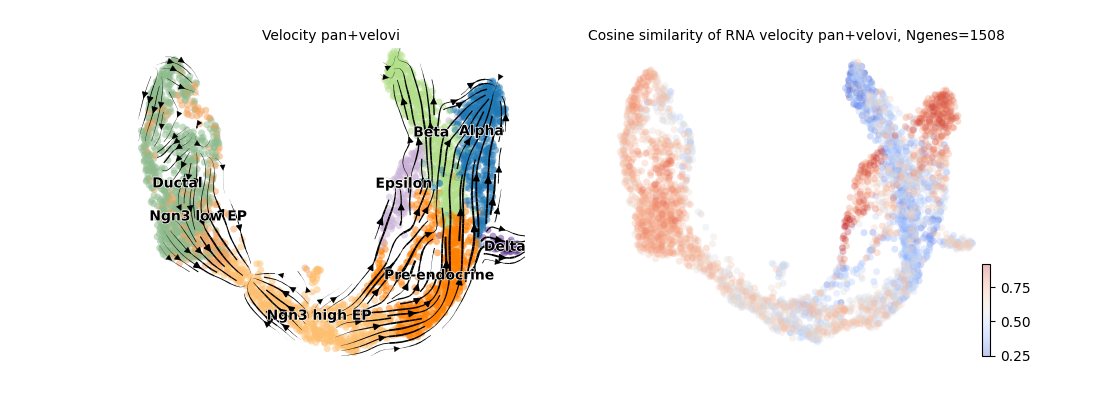 Velocity pan+velovi
Cosine similarity of RNA velocity pan+velovi, Ngenes=1508
Beta
Alpha
Ductal
Epsilon
Ngn3 low EP
Delta
Pre-endocrine
Ngn3 high EP
0.75
0.50
0.25